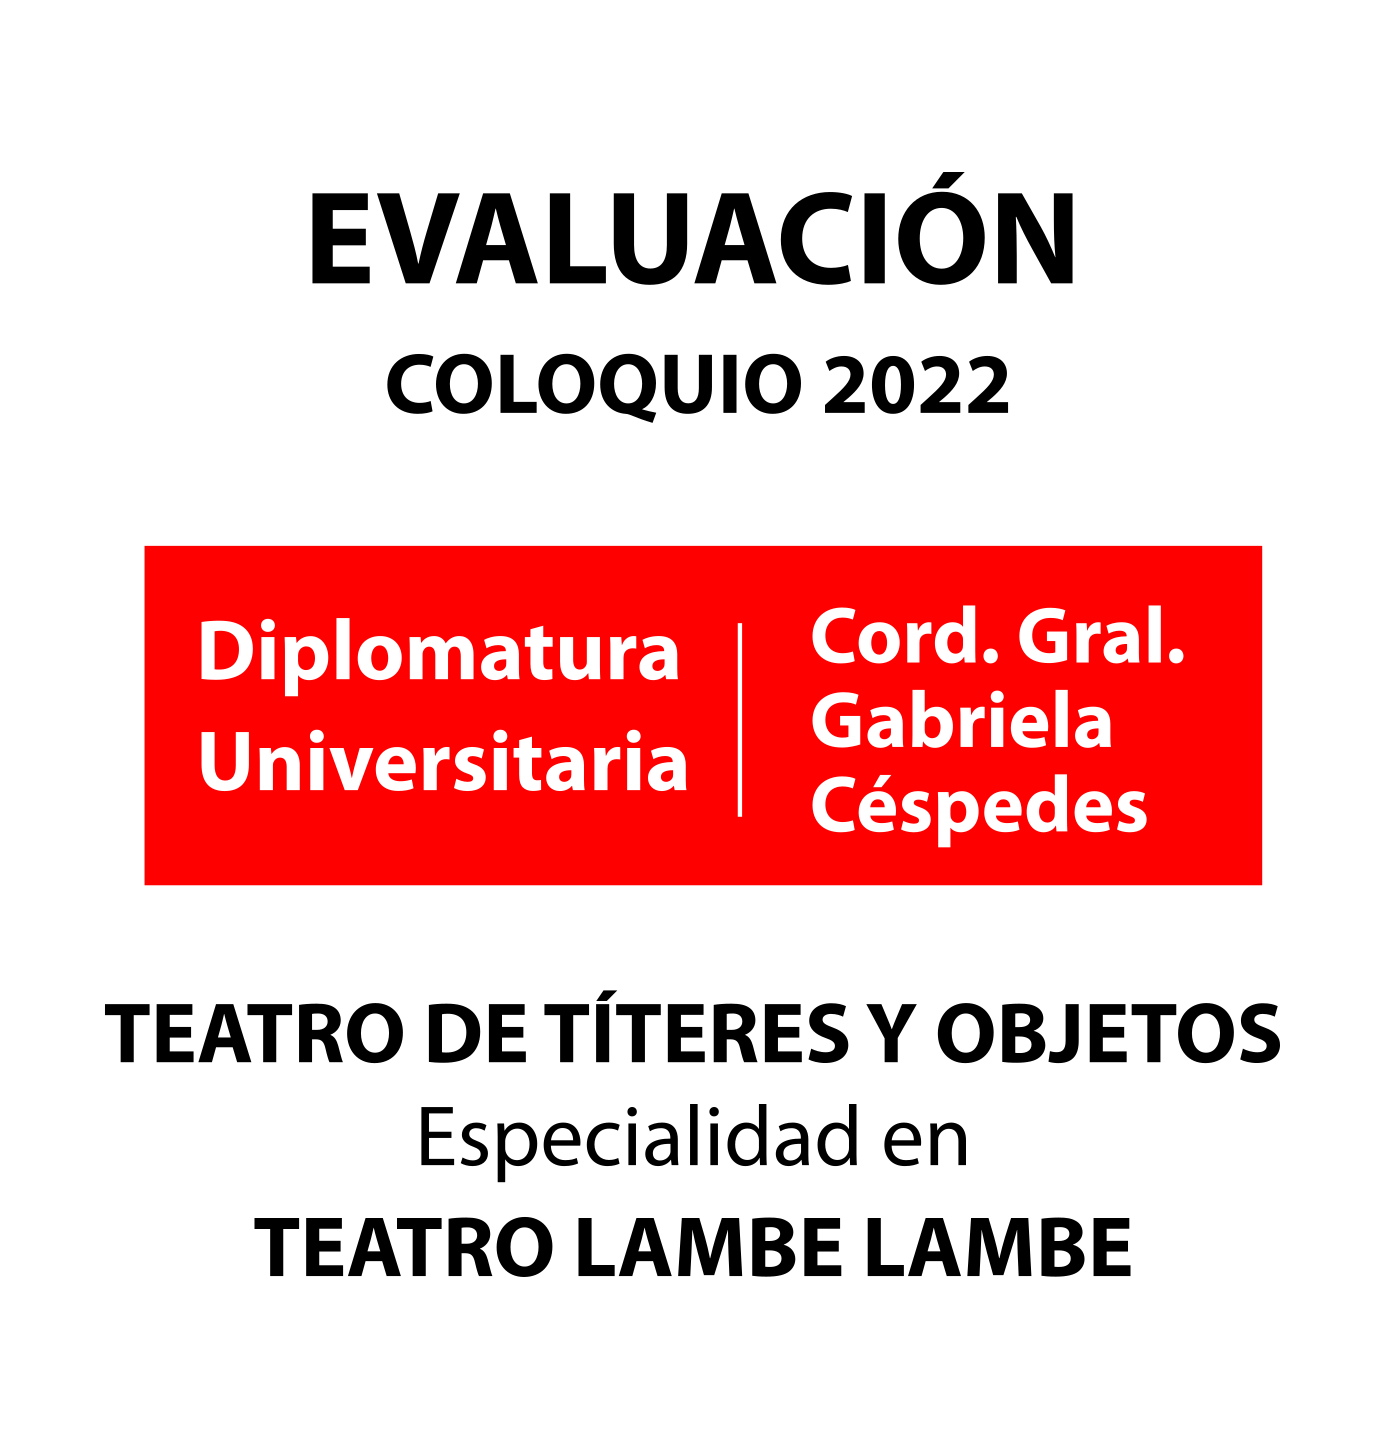 EVALUACIÓN
COLOQUIO 2022
Diplomatura
Universitaria
Cord. Gral.
Gabriela
Céspedes
TEATRO DE TÍTERES Y OBJETOS
Especialidad en
TEATRO LAMBE LAMBE